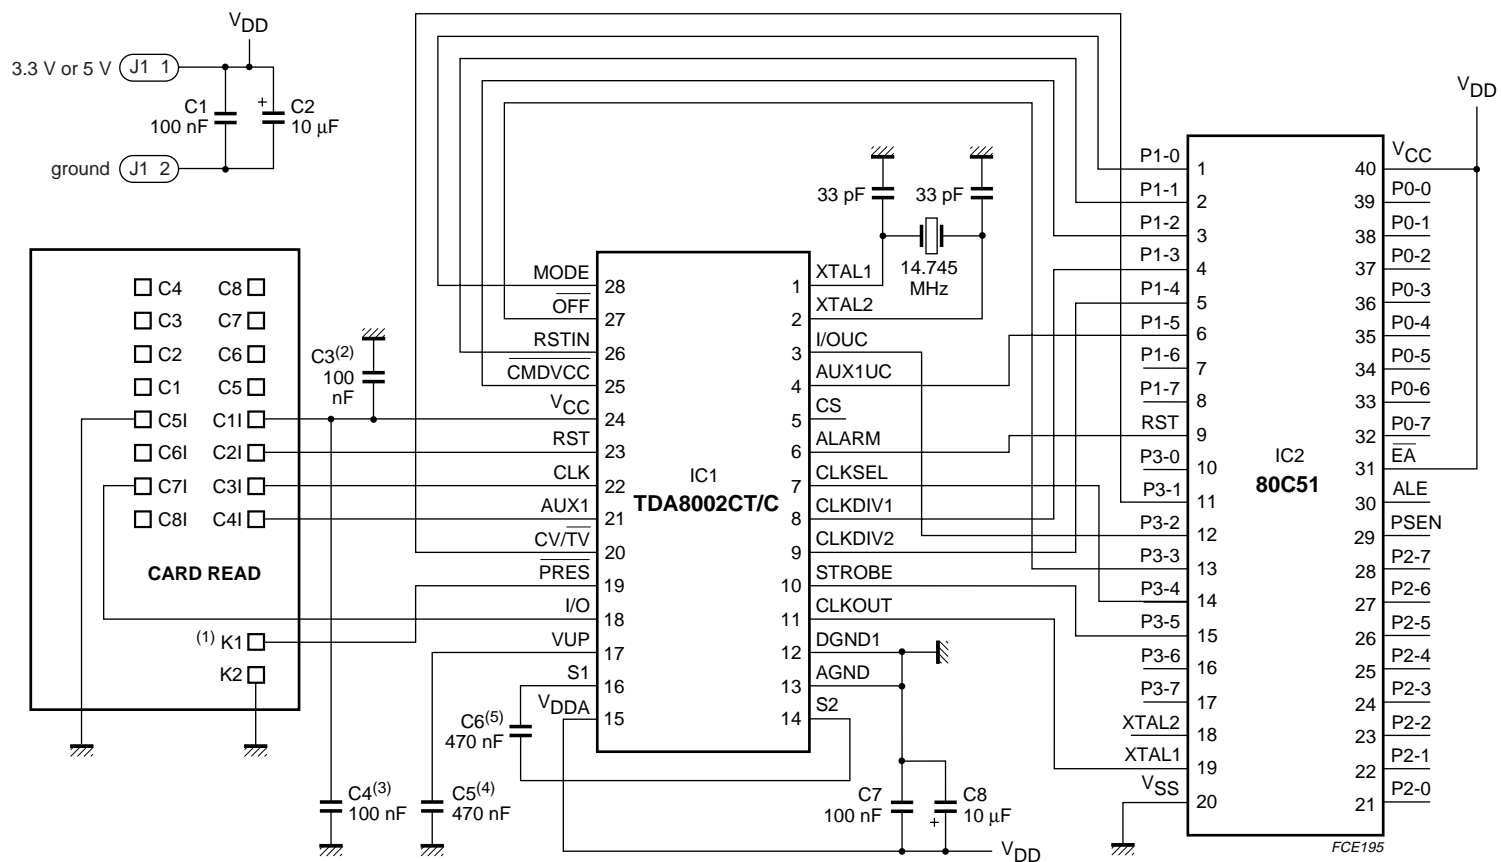 VDD
3.3 V or 5 V J1 1
C1
100 nF
+
C2
10 μF
ground J1 2
C4 C8
C3 C7
C2 C6
C1 C5
C5I C1I
C6I C2I
C7I C3I
C8I C4I
CARD READ
(1) K1
K2
C3(2)
100
nF
C4(3)
100 nF
C5(4)
470 nF
C6(5)
470 nF
MODE 28
OFF 27
RSTIN 26
CMDVCC 25
VCC 24
RST 23
CLK 22
AUX1 21
CV/TV 20
PRES 19
I/O 18
VUP 17
S1 16
VDDA 15
IC1
TDA8002CT/C
1 XTAL1
2 XTAL2
3 I/OUC
4 AUX1UC
5 CS
6 ALARM
7 CLKSEL
8 CLKDIV1
9 CLKDIV2
10 STROBE
11 CLKOUT
12 DGND1
13 AGND
14 S2
33 pF 33 pF
14.745
MHz
C7
100 nF
C8
10 μF
+
VDD
P1-0 1
P1-1 2
P1-2 3
P1-3 4
P1-4 5
P1-5 6
P1-6 7
P1-7 8
RST 9
P3-0 10
P3-1 11
P3-2 12
P3-3 13
P3-4 14
P3-5 15
P3-6 16
P3-7 17
XTAL2 18
XTAL1 19
VSS 20
IC2
80C51
VDD
40 VCC
39 P0-0
38 P0-1
37 P0-2
36 P0-3
35 P0-4
34 P0-5
33 P0-6
32 P0-7
31 EA
30 ALE
29 PSEN
28 P2-7
27 P2-6
26 P2-5
25 P2-4
24 P2-3
23 P2-2
22 P2-1
21 P2-0
FCE195